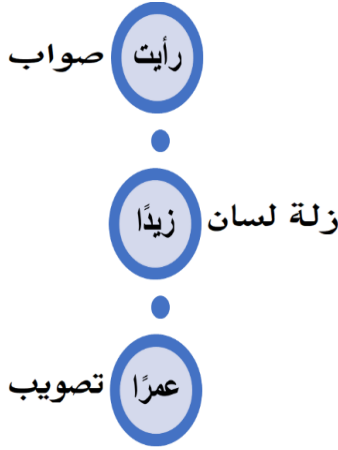 رأيت صواب
زيدًا زلة لسان
عمرًا تصويب